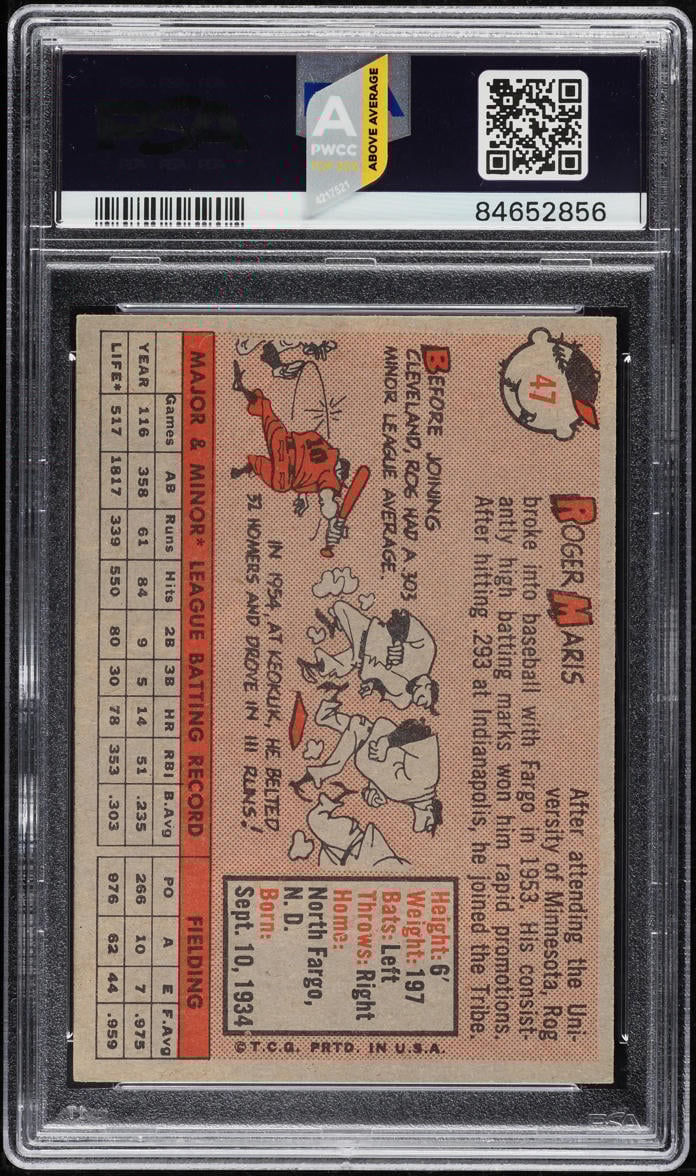 A
PWCC
ABOVE AVERAGE
4217521
84652856
47
ROGER MARIS
After attending the Uni-
versity of Minnesota, Rog
broke into baseball with Fargo in 1953. His consist-
antly high batting marks won him rapid promotions.
After hitting .293 at Indianapolis, he joined the Tribe.
BEFORE JOINING
CLEVELAND, ROG HAD A .303
MINOR LEAGUE AVERAGE.
10
IN 1954 AT KEOKUK, HE BELTED
32 HOMERS AND DROVE IN 111 RUNS!
Height: 6'
Weight: 197
Bats: Left
Throws: Right
Home:
North Fargo,
N. D.
Born:
Sept. 10, 1934
©T.C.G. PRTD. IN U.S.A.
MAJOR & MINOR* LEAGUE BATTING RECORD FIELDING
Games AB Runs Hits 2B 3B HR RBI B.Avg PO A E F.Avg
YEAR 116 358 61 84 9 5 14 51 .235 266 10 7 .975
LIFE* 517 1817 339 550 80 30 78 353 .303 976 62 44 .959
PSA